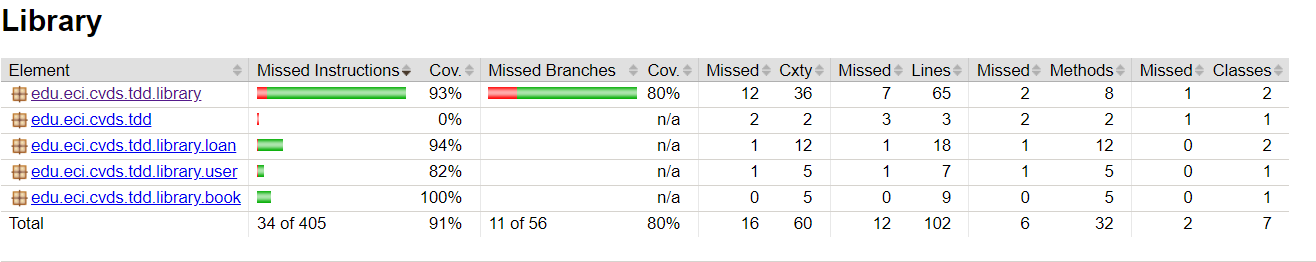 Library
Element Missed Instructions Cov. Missed Branches Cov. Missed Cxty Missed Lines Missed Methods Missed Classes
edu.eci.cvds.tdd.library 93% 80% 12 36 7 65 2 8 1 2
edu.eci.cvds.tdd 0% n/a 2 2 3 3 2 2 1 1
edu.eci.cvds.tdd.library.loan 94% n/a 1 12 1 18 1 12 0 2
edu.eci.cvds.tdd.library.user 82% n/a 1 5 1 7 1 5 0 1
edu.eci.cvds.tdd.library.book 100% n/a 0 5 0 9 0 5 0 1
Total 34 of 405 91% 11 of 56 80% 16 60 12 102 6 32 2 7